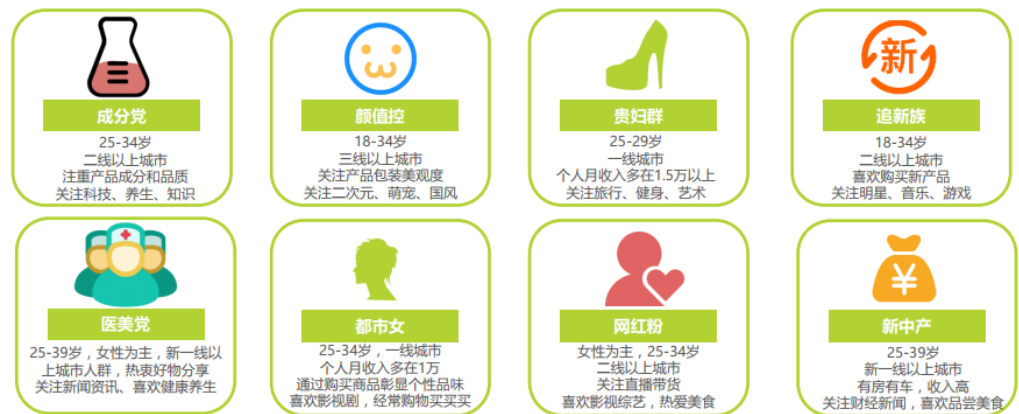 新
成分党
25-34岁
二线以上城市
注重产品成分和品质
关注科技、养生、知识
颜值控
18-34岁
三线以上城市
关注产品包装美观度
关注二次元、萌宠、国风
贵妇群
25-29岁
一线城市
个人月收入多在1.5万以上
关注旅行、健身、艺术
追新族
18-34岁
二线以上城市
喜欢购买新产品
关注明星、音乐、游戏
医美党
25-39岁，女性为主，新一线以
上城市人群，热衷好物分享
关注新闻资讯、喜欢健康养生
都市女
25-34岁，一线城市
个人月收入多在1万
通过购买商品彰显个性品味
喜欢影视剧，经常购物买买买
网红粉
女性为主，25-34岁
二线以上城市
关注直播带货
喜欢影视综艺，热爱美食
¥
新中产
25-39岁
新一线以上城市
有房有车，收入高
关注财经新闻，喜欢品尝美食